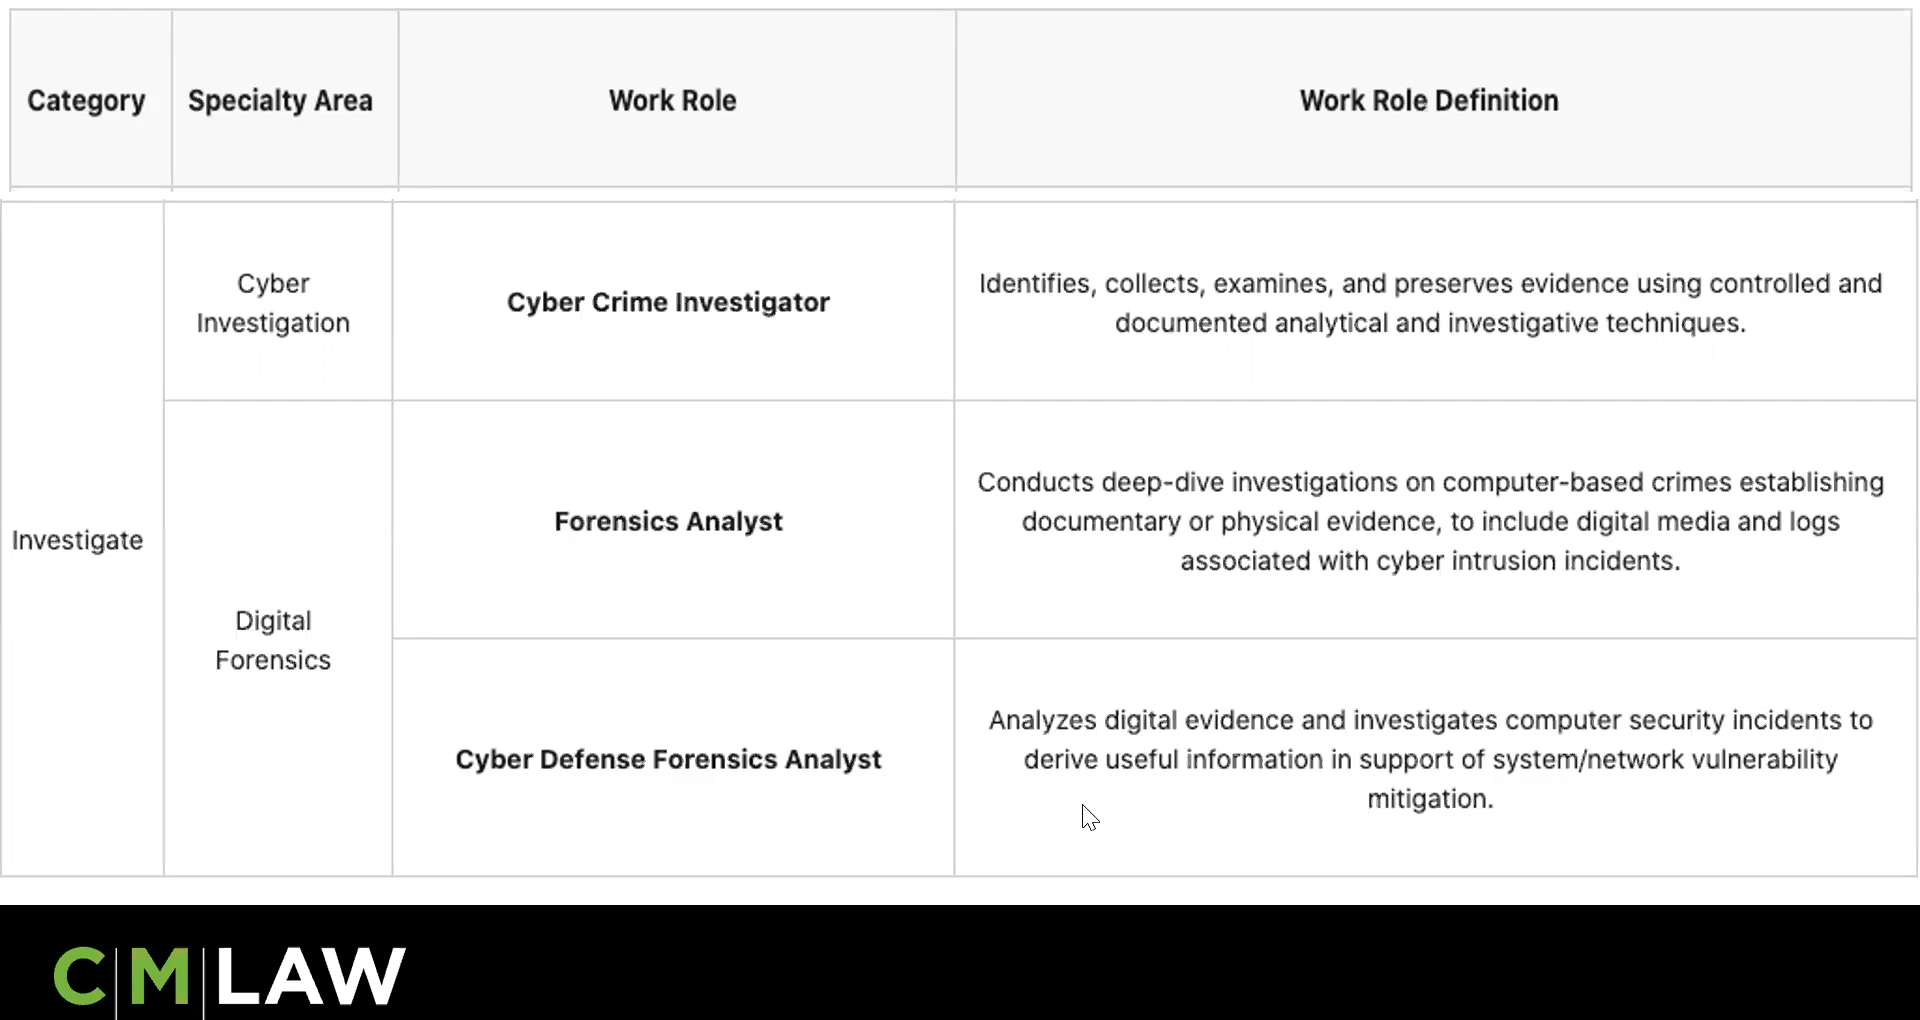 Category Specialty Area Work Role Work Role Definition
Cyber
Investigation
Cyber Crime Investigator
Identifies, collects, examines, and preserves evidence using controlled and
documented analytical and investigative techniques.
Investigate
Digital
Forensics
Forensics Analyst
Conducts deep-dive investigations on computer-based crimes establishing
documentary or physical evidence, to include digital media and logs
associated with cyber intrusion incidents.
Cyber Defense Forensics Analyst
Analyzes digital evidence and investigates computer security incidents to
derive useful information in support of system/network vulnerability
mitigation.
C|M|LAW